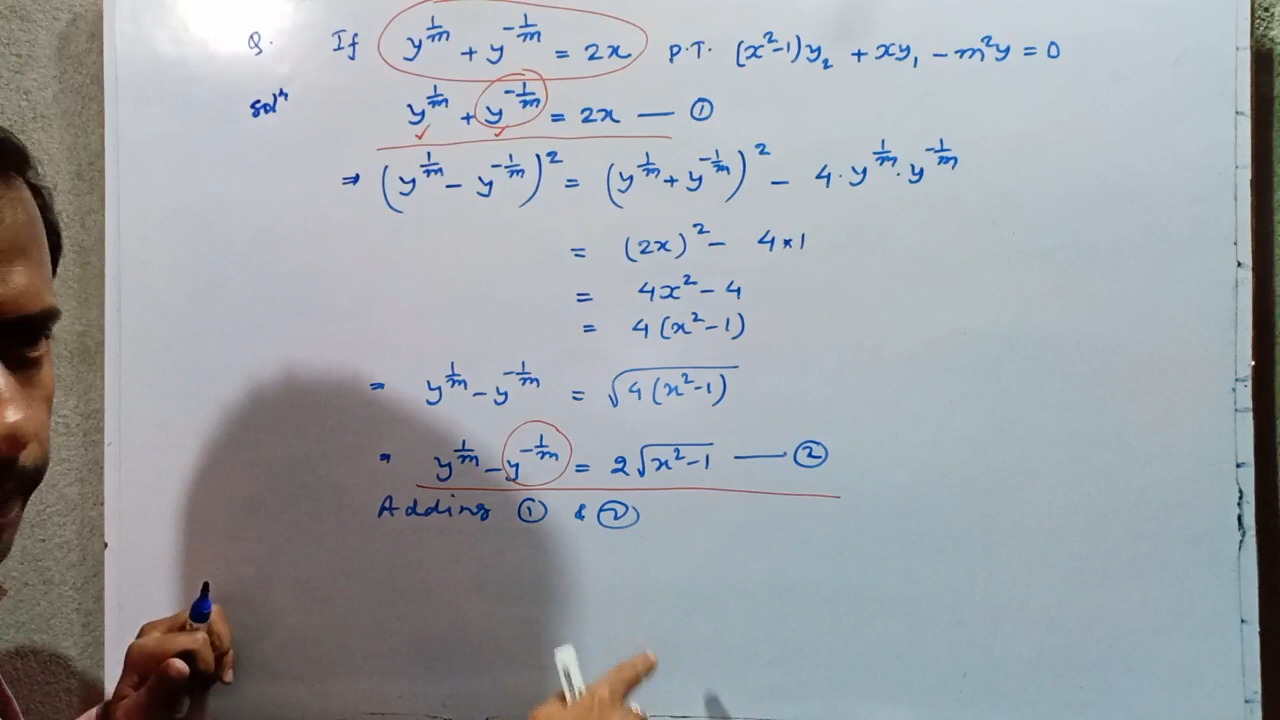 Q. If y^{1/m} + y^{-1/m} = 2x P.T. (x²-1)y₂ + xy₁ - m²y = 0
Solⁿ y^{1/m} + y^{-1/m} = 2x — ①
⇒ (y^{1/m} - y^{-1/m})² = (y^{1/m} + y^{-1/m})² - 4·y^{1/m}·y^{-1/m}
= (2x)² - 4×1
= 4x² - 4
= 4(x²-1)
= y^{1/m} - y^{-1/m} = √4(x²-1)
y^{1/m} - y^{-1/m} = 2√x²-1 — ②
Adding ① & ②